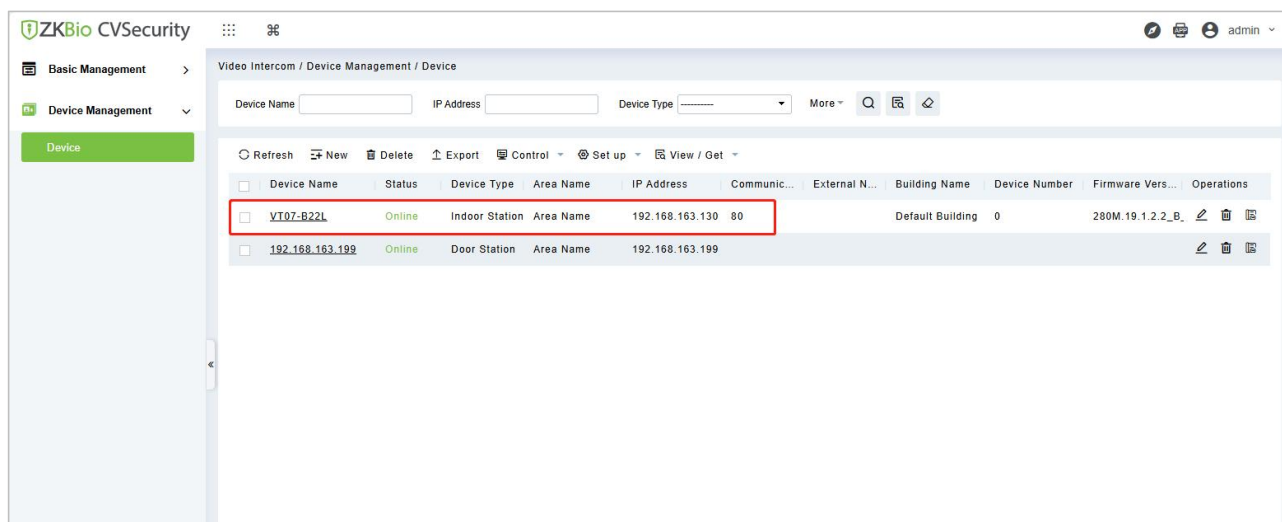 ZKBio CVSecurity admin
Basic Management
Device Management
Device
Video Intercom / Device Management / Device
Device Name IP Address Device Type ---------- More
Refresh New Delete Export Control Set up View / Get
Device Name Status Device Type Area Name IP Address Communic... External N... Building Name Device Number Firmware Vers... Operations
VT07-B22L Online Indoor Station Area Name 192.168.163.130 80 Default Building 0 280M.19.1.2.2_B_
192.168.163.199 Online Door Station Area Name 192.168.163.199